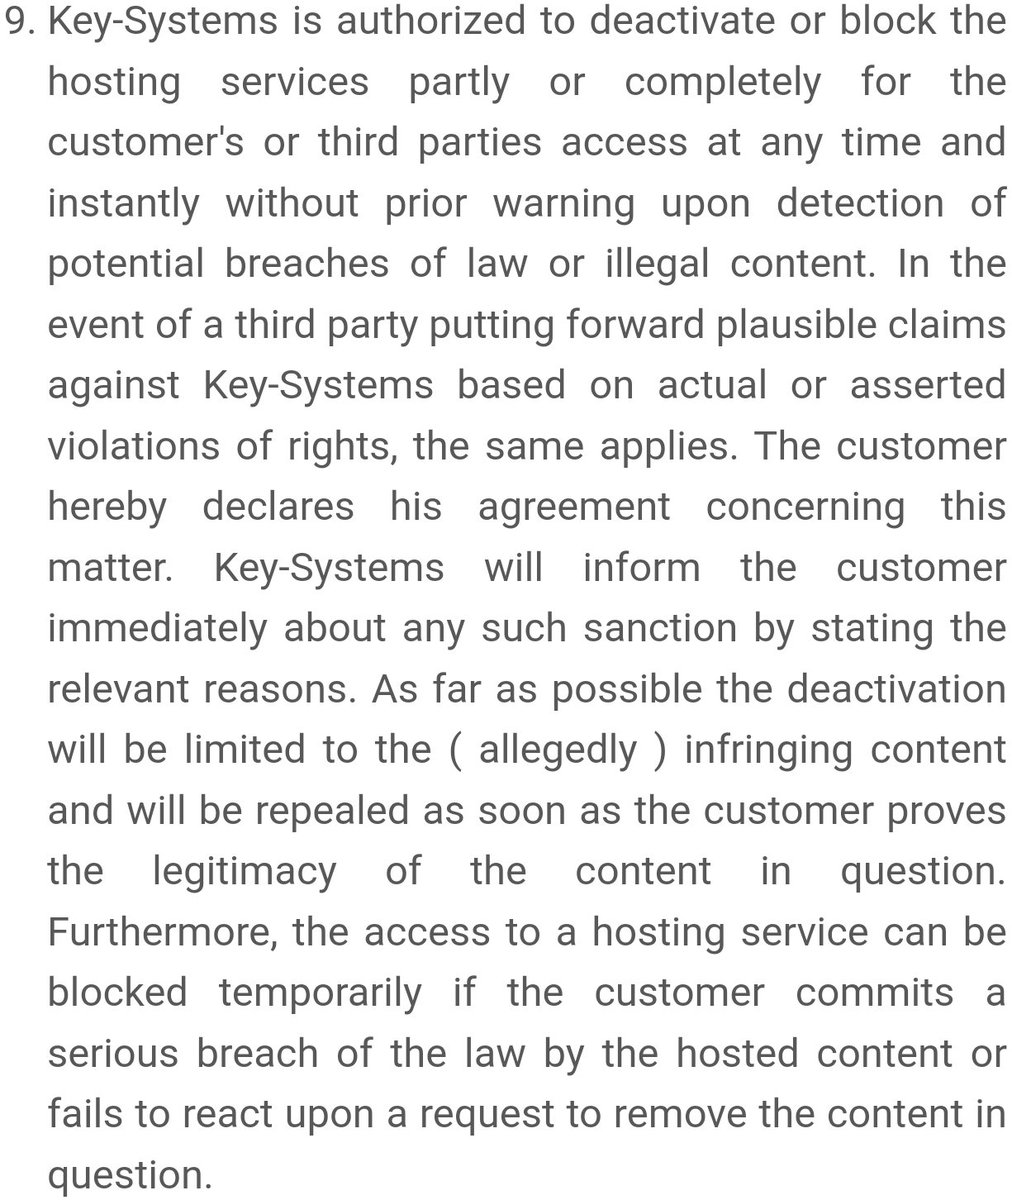 9. Key-Systems is authorized to deactivate or block the
hosting services partly or completely for the
customer's or third parties access at any time and
instantly without prior warning upon detection of
potential breaches of law or illegal content. In the
event of a third party putting forward plausible claims
against Key-Systems based on actual or asserted
violations of rights, the same applies. The customer
hereby declares his agreement concerning this
matter. Key-Systems will inform the customer
immediately about any such sanction by stating the
relevant reasons. As far as possible the deactivation
will be limited to the ( allegedly ) infringing content
and will be repealed as soon as the customer proves
the legitimacy of the content in question.
Furthermore, the access to a hosting service can be
blocked temporarily if the customer commits a
serious breach of the law by the hosted content or
fails to react upon a request to remove the content in
question.